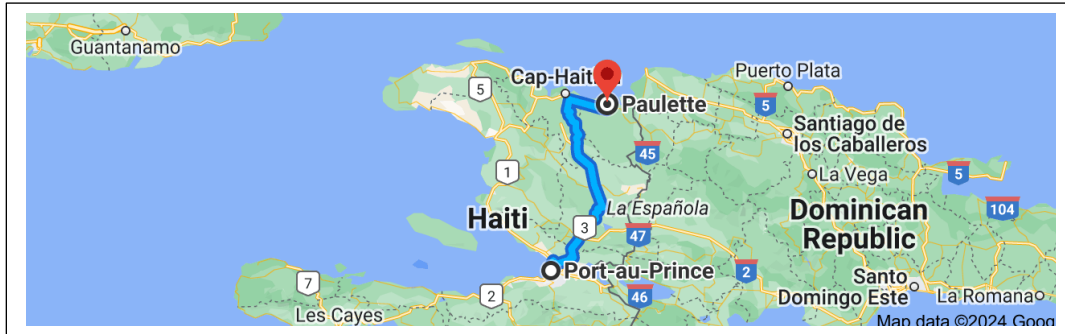 Guantanamo
Cap-Haiti
Puerto Plata
5
Paulette
5
Santiago de
los Caballeros
45
1
La Vega
5
La Española
104
Haiti
3
Dominican
Republic
47
Port-au-Prince
2
7
2
46
Santo
Domingo Este
La Romana
Les Cayes
Map data ©2024 Goog